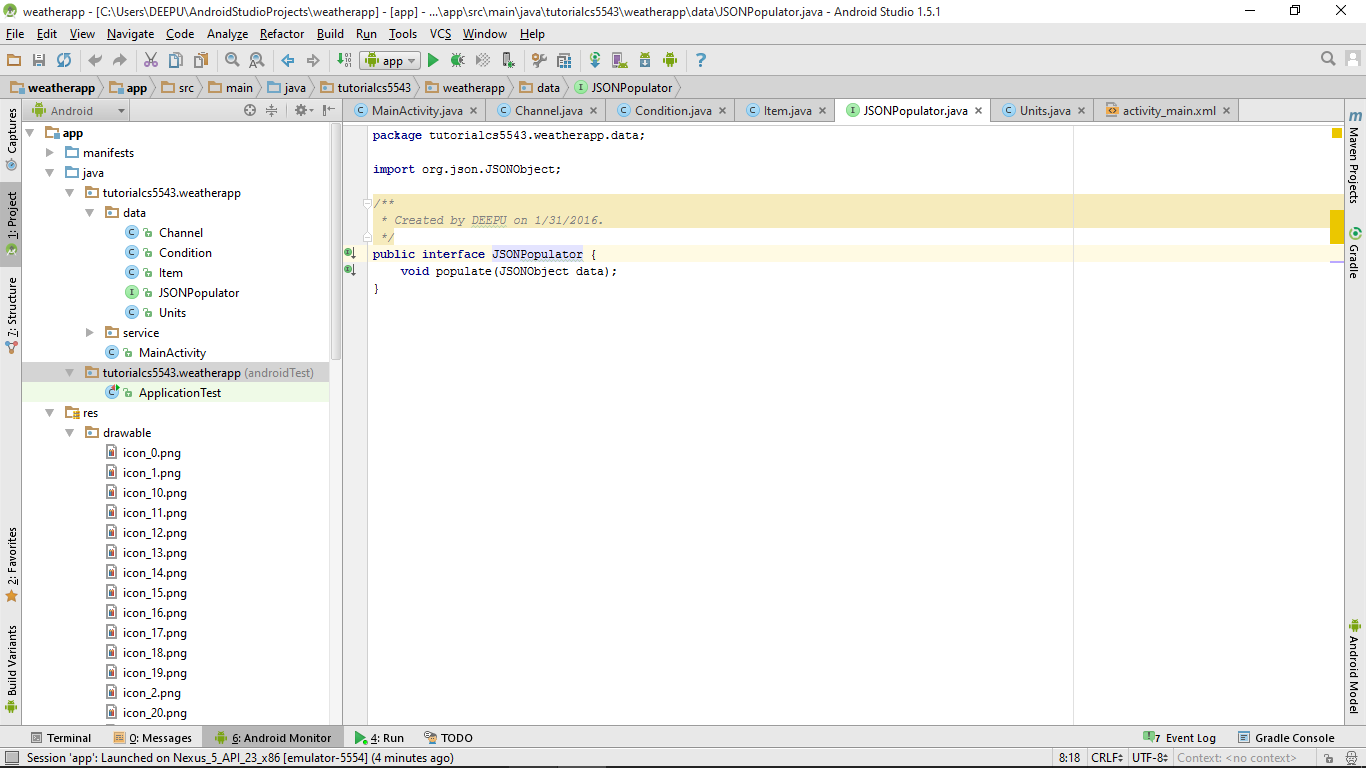 weatherapp - [C:\Users\DEEPU\AndroidStudioProjects\weatherapp] - [app] - ...\app\src\main\java\tutorialcs5543\weatherapp\data\JSONPopulator.java - Android Studio 1.5.1
File Edit View Navigate Code Analyze Refactor Build Run Tools VCS Window Help
app
weatherapp app src main java tutorialcs5543 weatherapp data JSONPopulator
Android
MainActivity.java Channel.java Condition.java Item.java JSONPopulator.java Units.java activity_main.xml
Captures
1: Project
7: Structure
2: Favorites
Build Variants
app
manifests
java
tutorialcs5543.weatherapp
data
Channel
Condition
Item
JSONPopulator
Units
service
MainActivity
tutorialcs5543.weatherapp (androidTest)
ApplicationTest
res
drawable
icon_0.png
icon_1.png
icon_10.png
icon_11.png
icon_12.png
icon_13.png
icon_14.png
icon_15.png
icon_16.png
icon_17.png
icon_18.png
icon_19.png
icon_2.png
icon_20.png
package tutorialcs5543.weatherapp.data;
import org.json.JSONObject;
/**
* Created by DEEPU on 1/31/2016.
*/
public interface JSONPopulator {
void populate(JSONObject data);
}
m
Maven Projects
Gradle
Android Model
Terminal 0: Messages 6: Android Monitor 4: Run TODO 7 Event Log Gradle Console
Session 'app': Launched on Nexus_5_API_23_x86 [emulator-5554] (4 minutes ago) 8:18 CRLF UTF-8 Context: <no context>